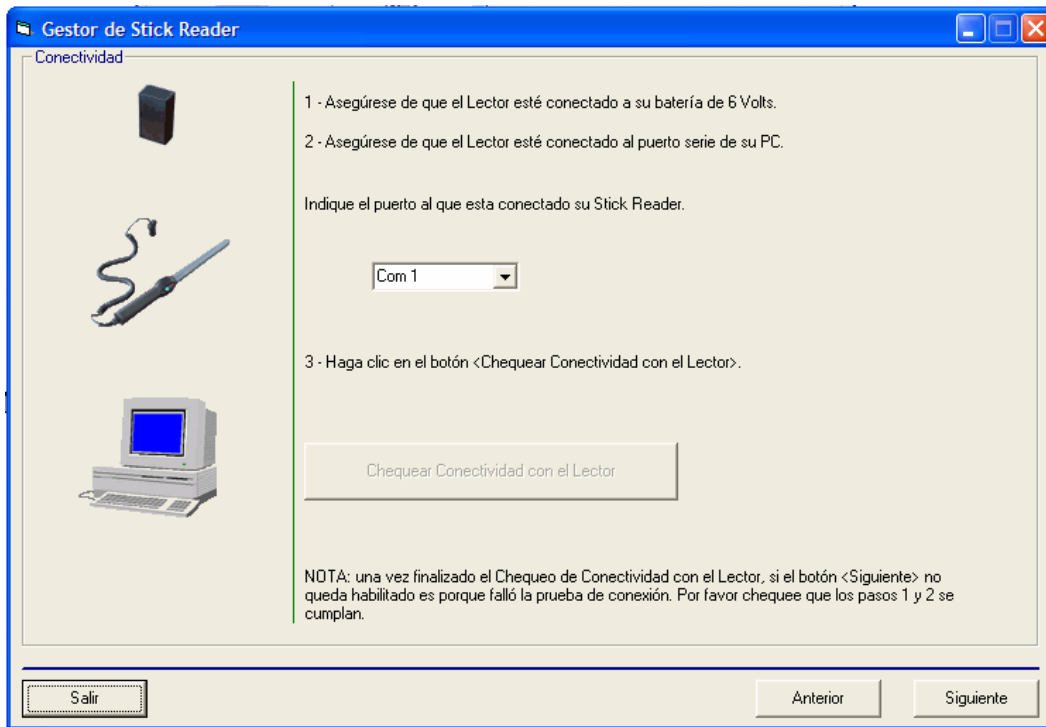 Gestor de Stick Reader
Conectividad
1 - Asegúrese de que el Lector esté conectado a su batería de 6 Volts.
2 - Asegúrese de que el Lector esté conectado al puerto serie de su PC.
Indique el puerto al que esta conectado su Stick Reader.
Com 1
3 - Haga clic en el botón <Chequear Conectividad con el Lector>.
Chequear Conectividad con el Lector
NOTA: una vez finalizado el Chequeo de Conectividad con el Lector, si el botón <Siguiente> no
queda habilitado es porque falló la prueba de conexión. Por favor chequee que los pasos 1 y 2 se
cumplan.
Salir
Anterior
Siguiente